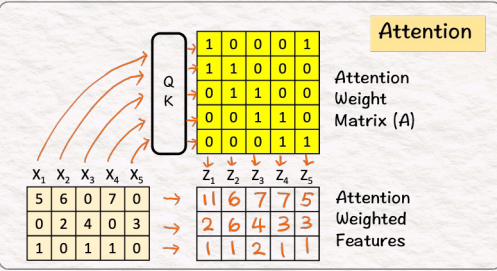 Attention
1 0 0 0 1
1 1 0 0 0
0 1 1 0 0
0 0 1 1 0
0 0 0 1 1
Q
K
Attention
Weight
Matrix (A)
X1 X2 X3 X4 X5
Z1 Z2 Z3 Z4 Z5
5 6 0 7 0
0 2 4 0 3
1 0 1 1 0
11 6 7 7 5
2 6 4 3 3
1 1 2 1 1
Attention
Weighted
Features